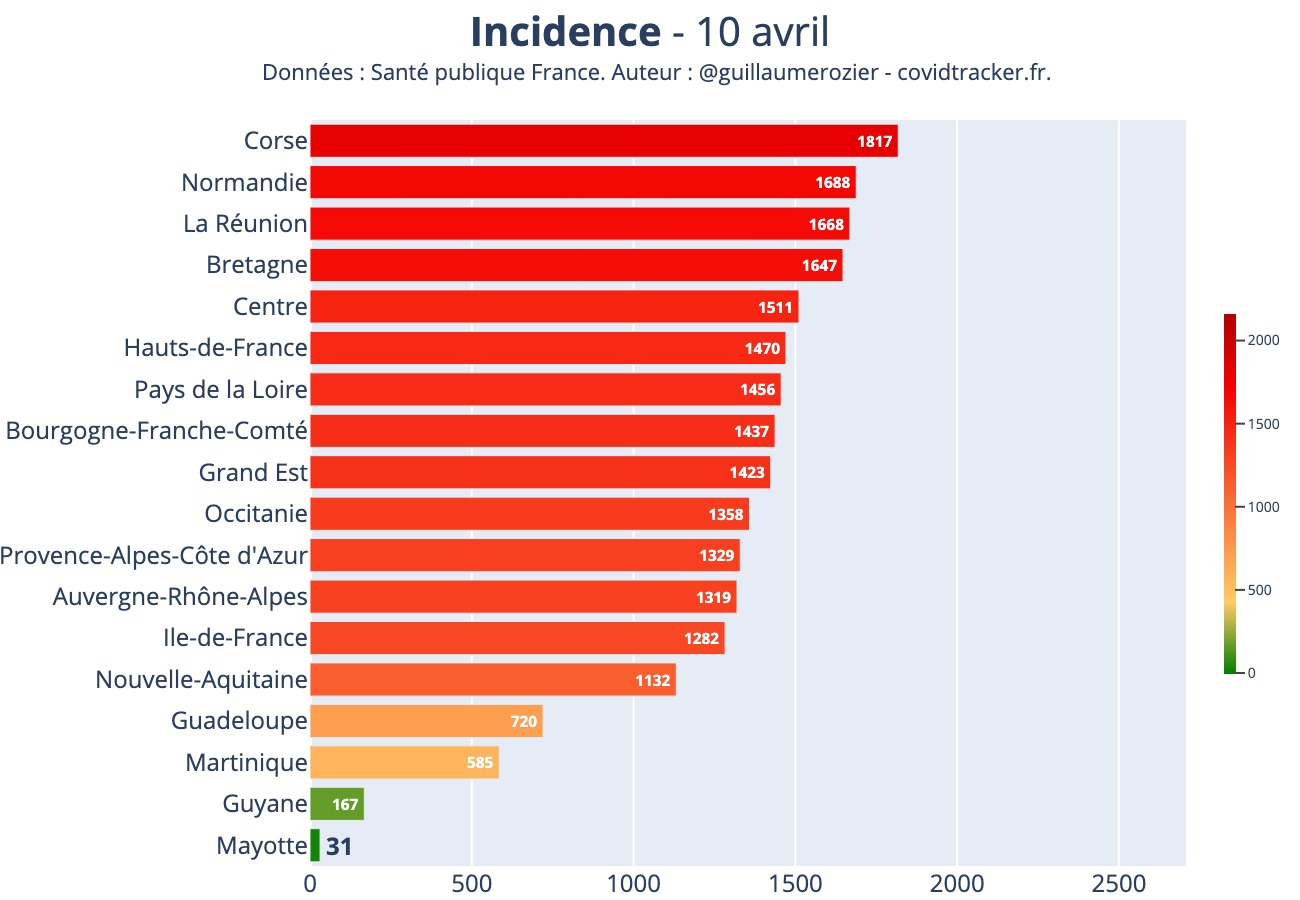 Incidence - 10 avril
Données : Santé publique France. Auteur : @guillaumerozier - covidtracker.fr.
Corse 1817
Normandie 1688
La Réunion 1668
Bretagne 1647
Centre 1511
Hauts-de-France 1470
Pays de la Loire 1456
Bourgogne-Franche-Comté 1437
Grand Est 1423
Occitanie 1358
Provence-Alpes-Côte d'Azur 1329
Auvergne-Rhône-Alpes 1319
Ile-de-France 1282
Nouvelle-Aquitaine 1132
Guadeloupe 720
Martinique 585
Guyane 167
Mayotte 31
0 500 1000 1500 2000 2500
2000
1500
1000
500
0